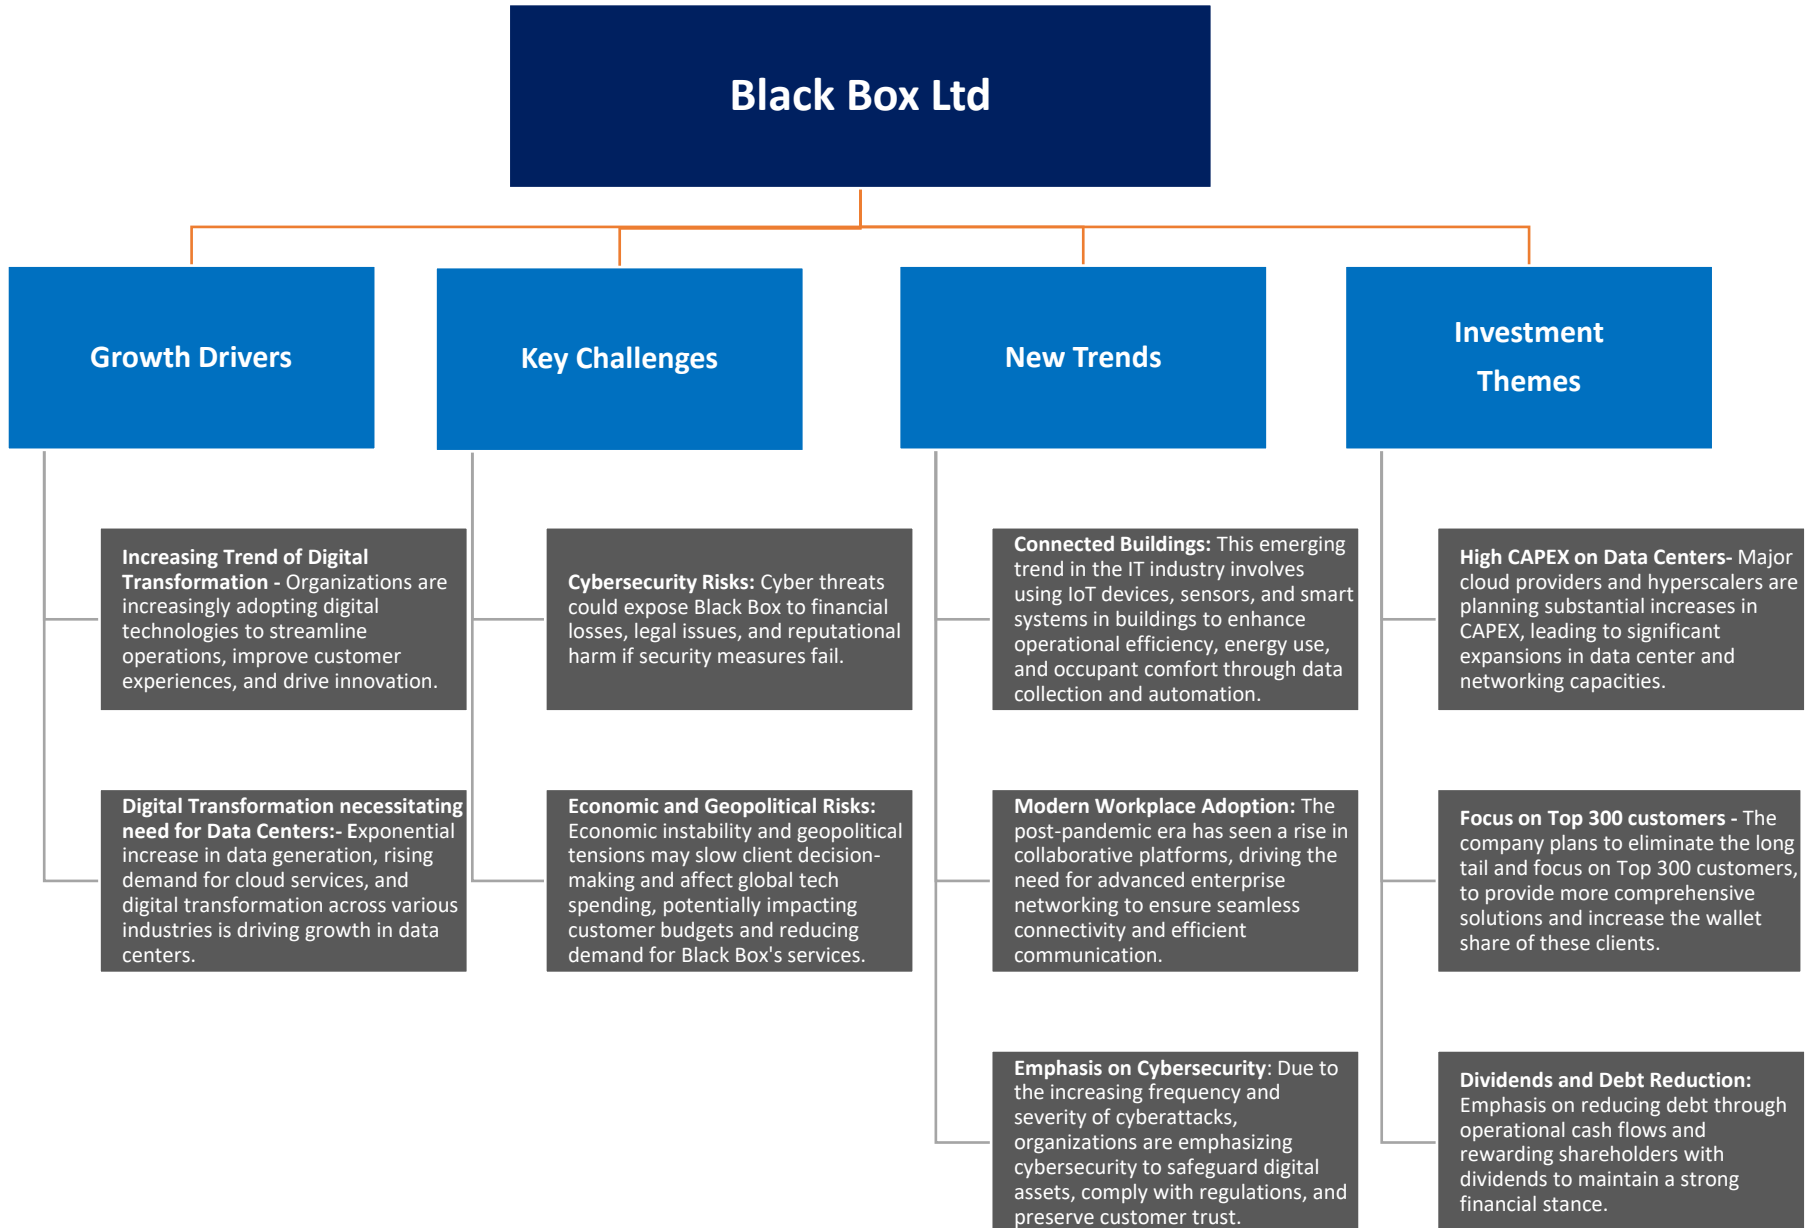 Black Box Ltd
Growth Drivers
Key Challenges
New Trends
Investment
Themes
Increasing Trend of Digital
Transformation - Organizations are
increasingly adopting digital
technologies to streamline
operations, improve customer
experiences, and drive innovation.
Digital Transformation necessitating
need for Data Centers:- Exponential
increase in data generation, rising
demand for cloud services, and
digital transformation across various
industries is driving growth in data
centers.
Cybersecurity Risks: Cyber threats
could expose Black Box to financial
losses, legal issues, and reputational
harm if security measures fail.
Economic and Geopolitical Risks:
Economic instability and geopolitical
tensions may slow client decision-
making and affect global tech
spending, potentially impacting
customer budgets and reducing
demand for Black Box's services.
Connected Buildings: This emerging
trend in the IT industry involves
using IoT devices, sensors, and smart
systems in buildings to enhance
operational efficiency, energy use,
and occupant comfort through data
collection and automation.
Modern Workplace Adoption: The
post-pandemic era has seen a rise in
collaborative platforms, driving the
need for advanced enterprise
networking to ensure seamless
connectivity and efficient
communication.
Emphasis on Cybersecurity: Due to
the increasing frequency and
severity of cyberattacks,
organizations are emphasizing
cybersecurity to safeguard digital
assets, comply with regulations, and
preserve customer trust.
High CAPEX on Data Centers- Major
cloud providers and hyperscalers are
planning substantial increases in
CAPEX, leading to significant
expansions in data center and
networking capacities.
Focus on Top 300 customers - The
company plans to eliminate the long
tail and focus on Top 300 customers,
to provide more comprehensive
solutions and increase the wallet
share of these clients.
Dividends and Debt Reduction:
Emphasis on reducing debt through
operational cash flows and
rewarding shareholders with
dividends to maintain a strong
financial stance.